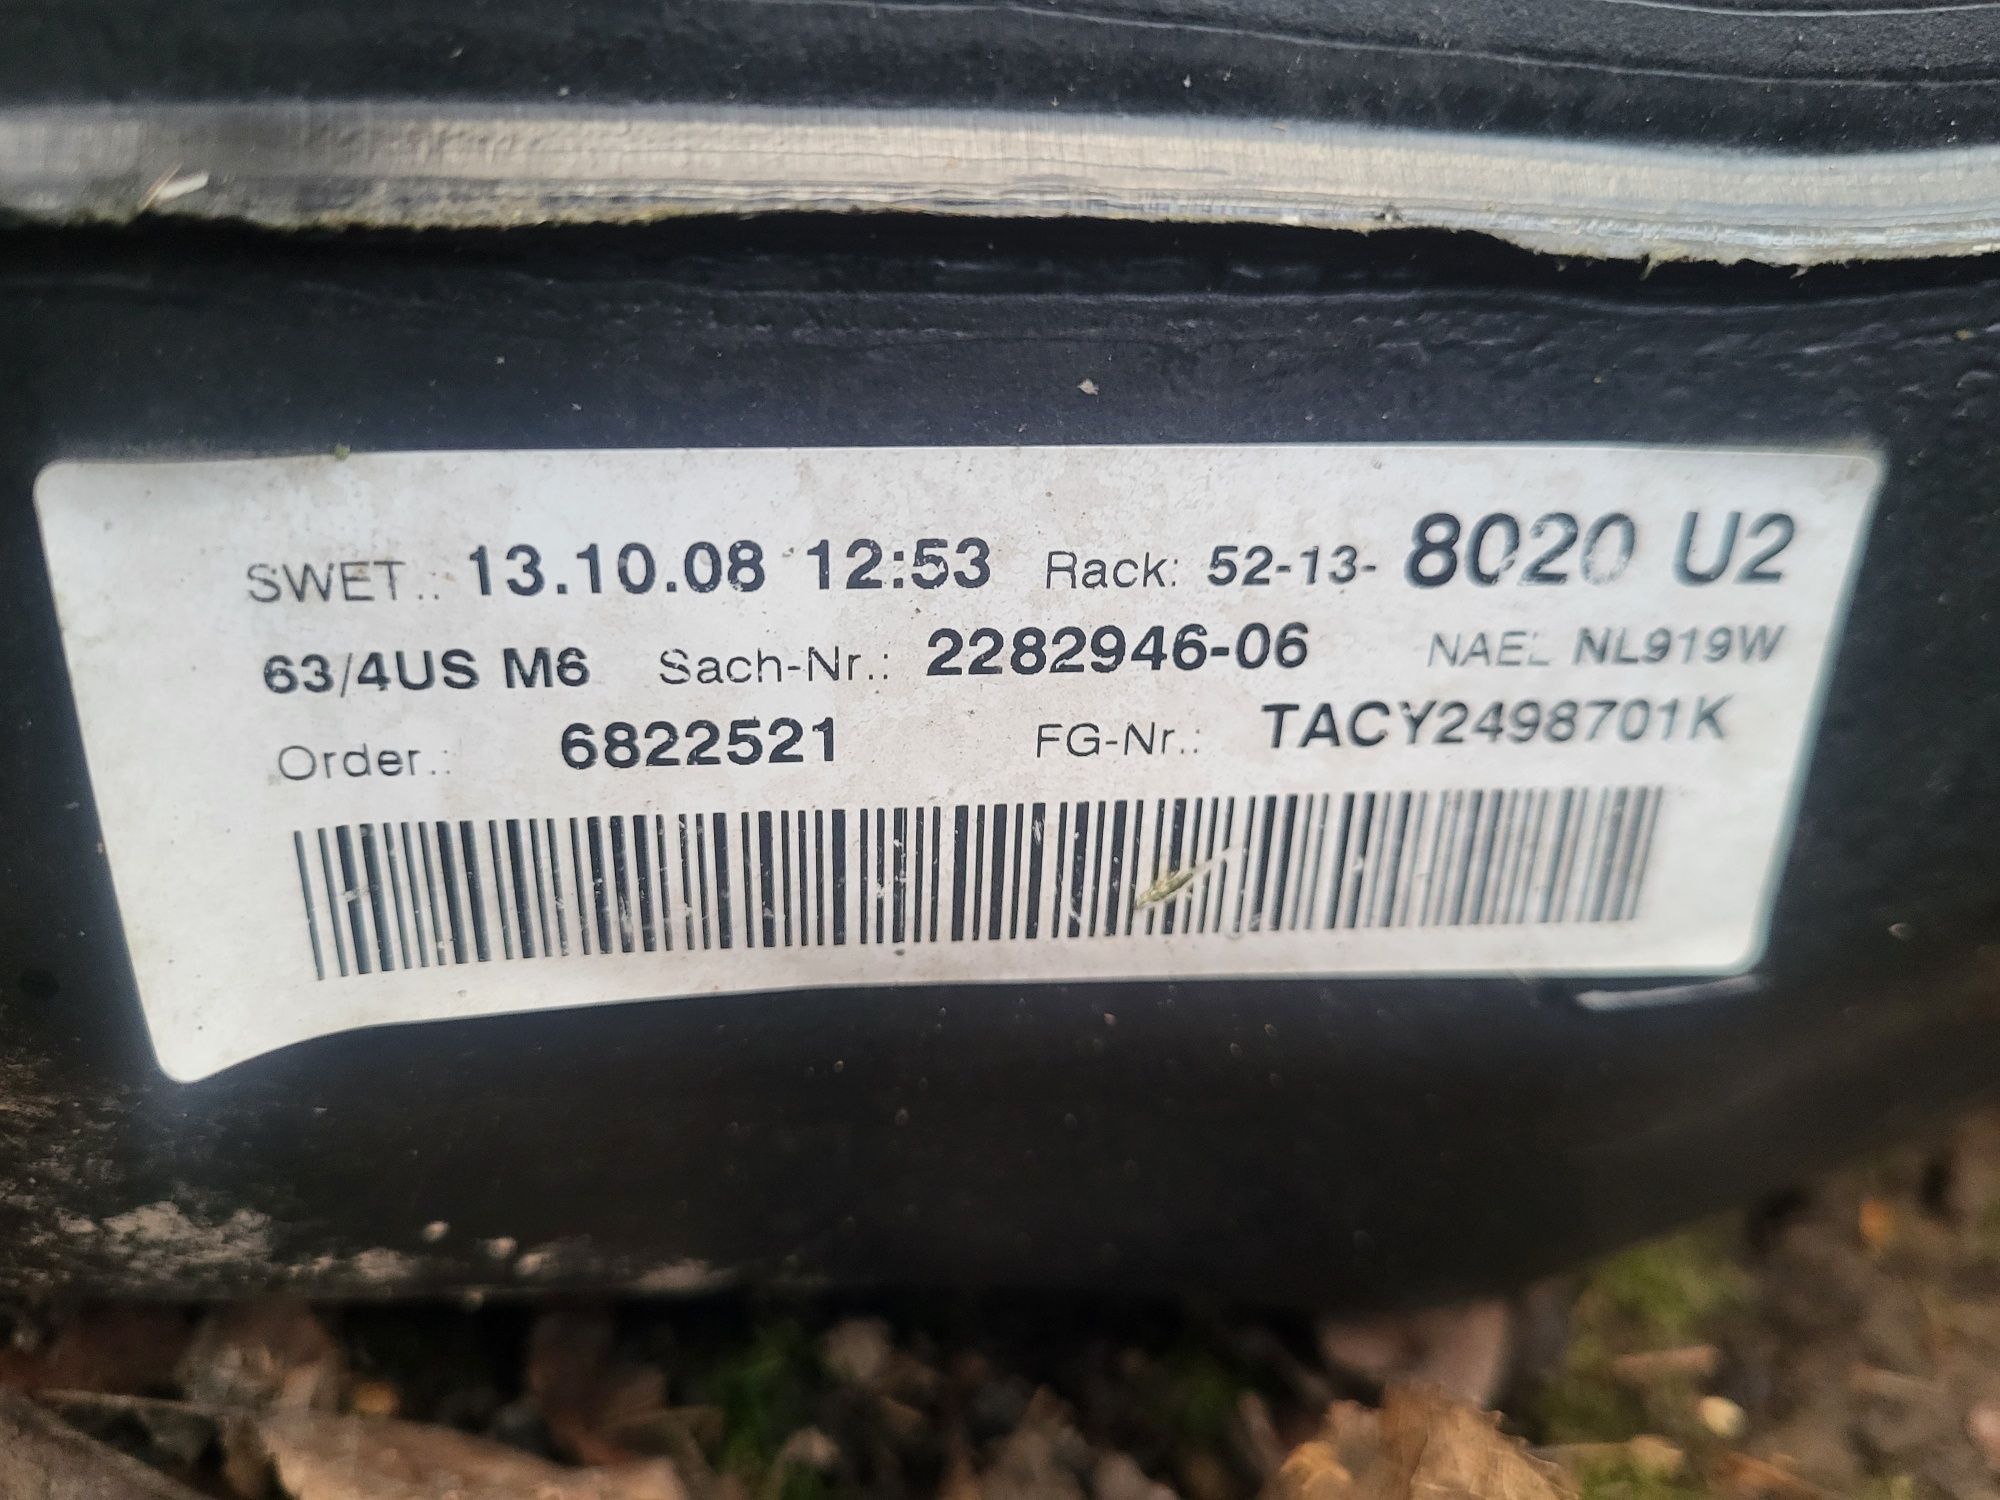 SWET.: 13.10.08 12:53 Rack: 52-13-8020 U2
63/4US M6 Sach-Nr.: 2282946-06 NAEL NL919W
Order.: 6822521 FG-Nr.: TACY2498701K